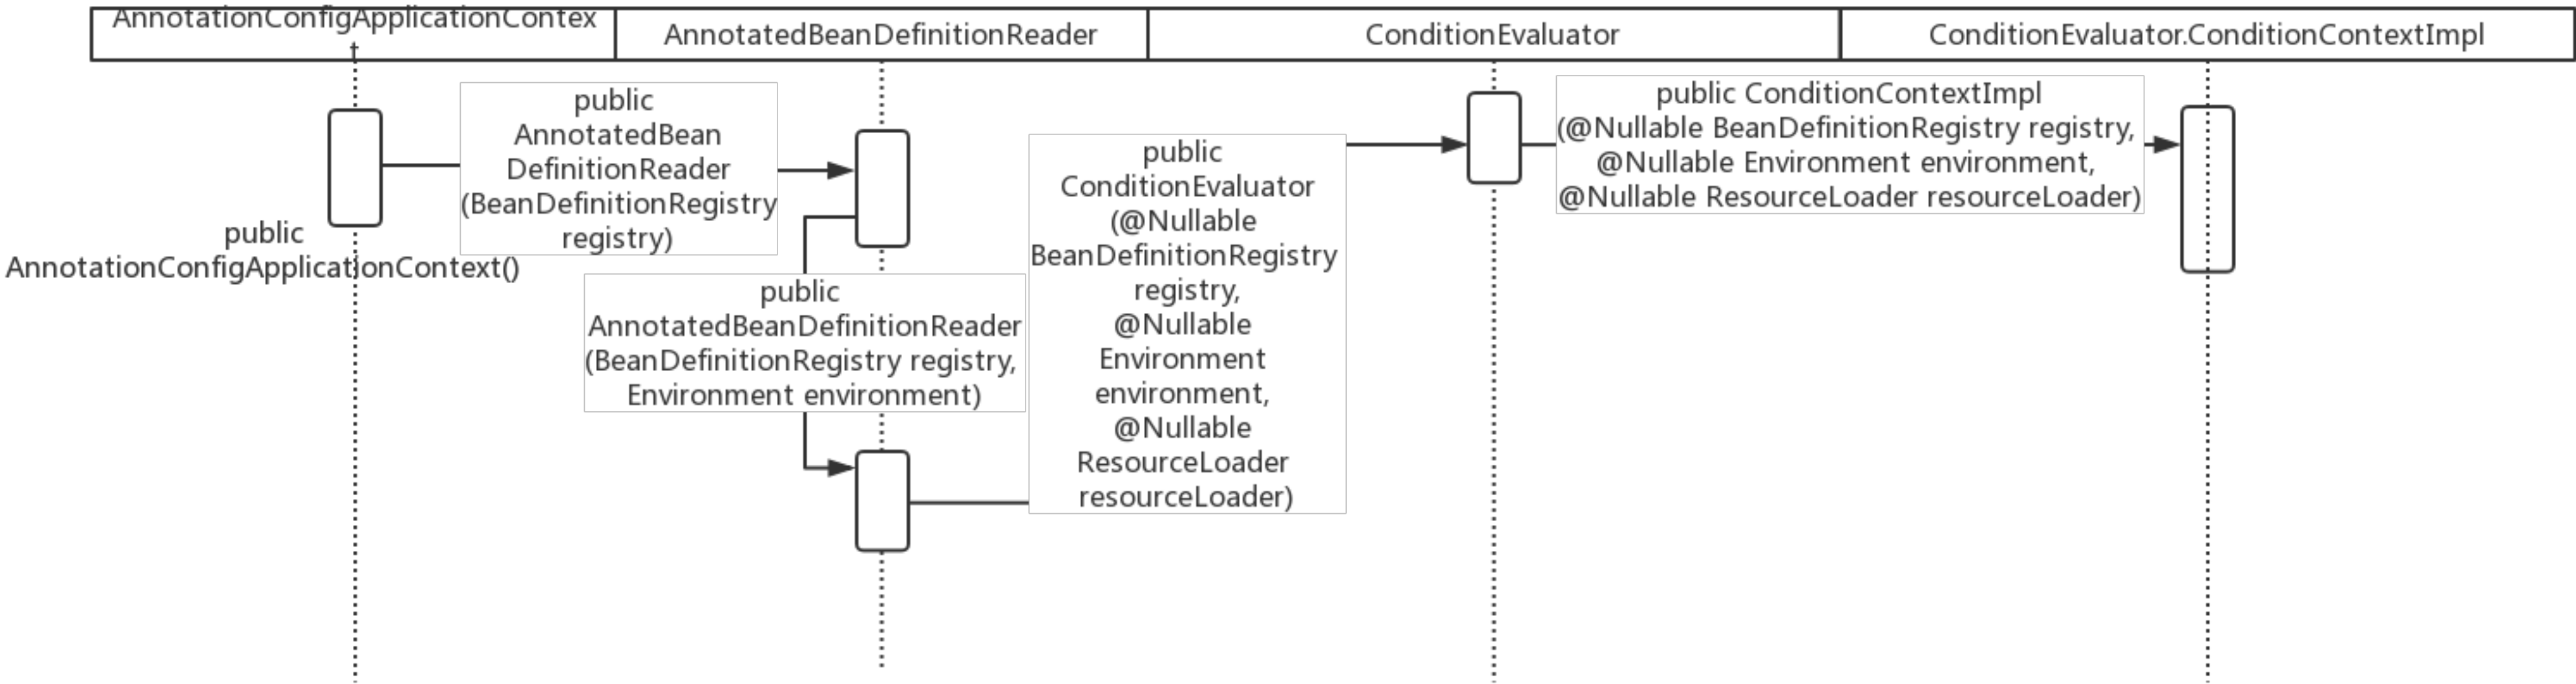 AnnotationConfigApplicationContex
t
AnnotatedBeanDefinitionReader
ConditionEvaluator
ConditionEvaluator.ConditionContextImpl
public
AnnotationConfigApplicationContext()
public
AnnotatedBean
DefinitionReader
(BeanDefinitionRegistry
registry)
public
AnnotatedBeanDefinitionReader
(BeanDefinitionRegistry registry,
Environment environment)
public
ConditionEvaluator
(@Nullable
BeanDefinitionRegistry
registry,
@Nullable
Environment
environment,
@Nullable
ResourceLoader
resourceLoader)
public ConditionContextImpl
(@Nullable BeanDefinitionRegistry registry,
@Nullable Environment environment,
@Nullable ResourceLoader resourceLoader)